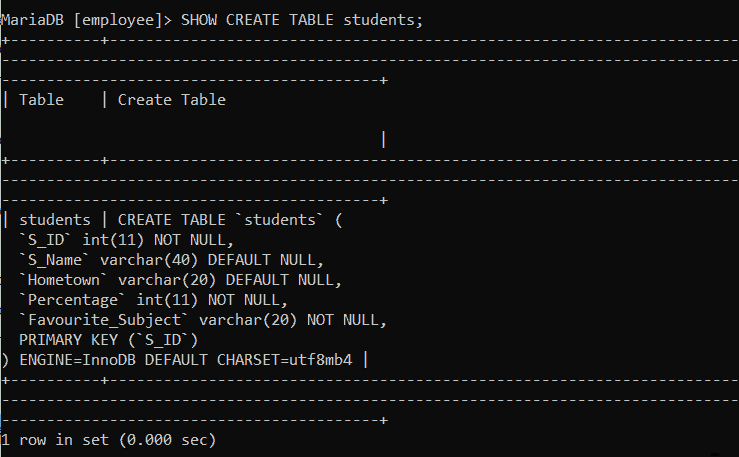 MariaDB [employee]> SHOW CREATE TABLE students;
+----------+----------------------------------------------------------------------
----------------------------------------------------------------------------------
------------------------------------------+
| Table    | Create Table
                                          |
+----------+----------------------------------------------------------------------
----------------------------------------------------------------------------------
------------------------------------------+
| students | CREATE TABLE `students` (
  `S_ID` int(11) NOT NULL,
  `S_Name` varchar(40) DEFAULT NULL,
  `Hometown` varchar(20) DEFAULT NULL,
  `Percentage` int(11) NOT NULL,
  `Favourite_Subject` varchar(20) NOT NULL,
  PRIMARY KEY (`S_ID`)
) ENGINE=InnoDB DEFAULT CHARSET=utf8mb4 |
+----------+----------------------------------------------------------------------
----------------------------------------------------------------------------------
------------------------------------------+
1 row in set (0.000 sec)